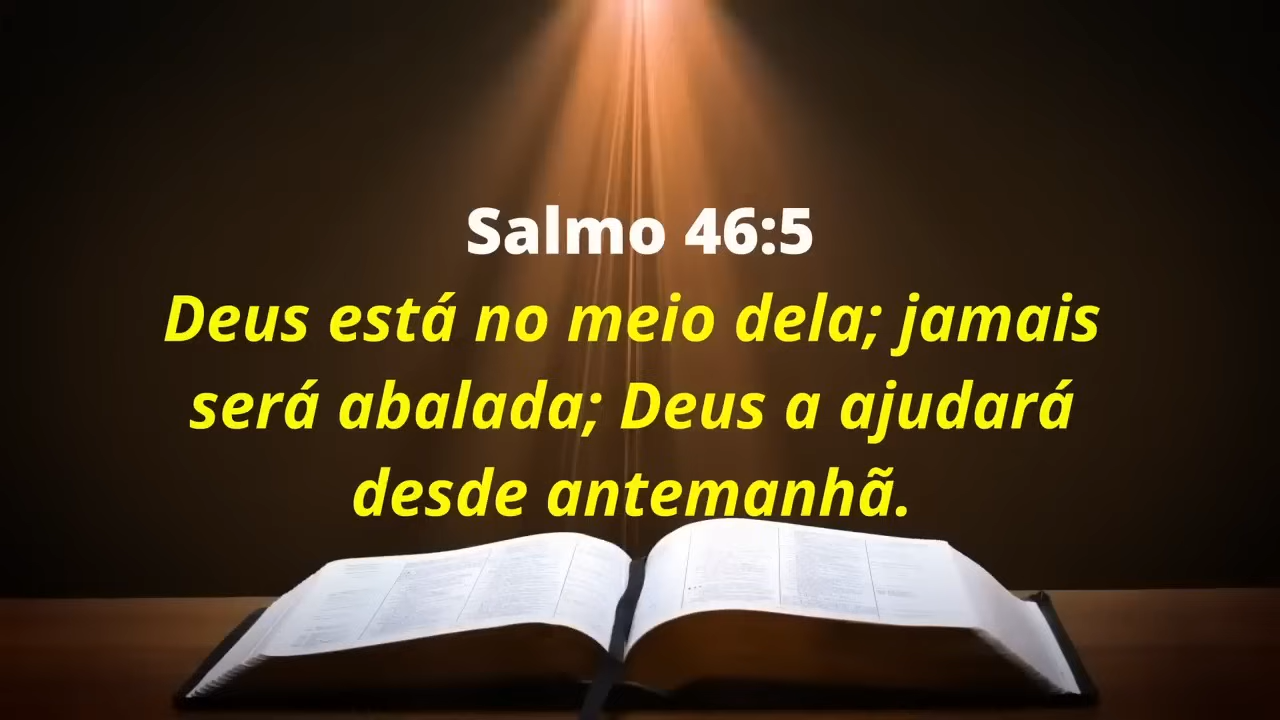 Salmo 46:5
Deus está no meio dela; jamais
será abalada; Deus a ajudará
desde antemanhã.